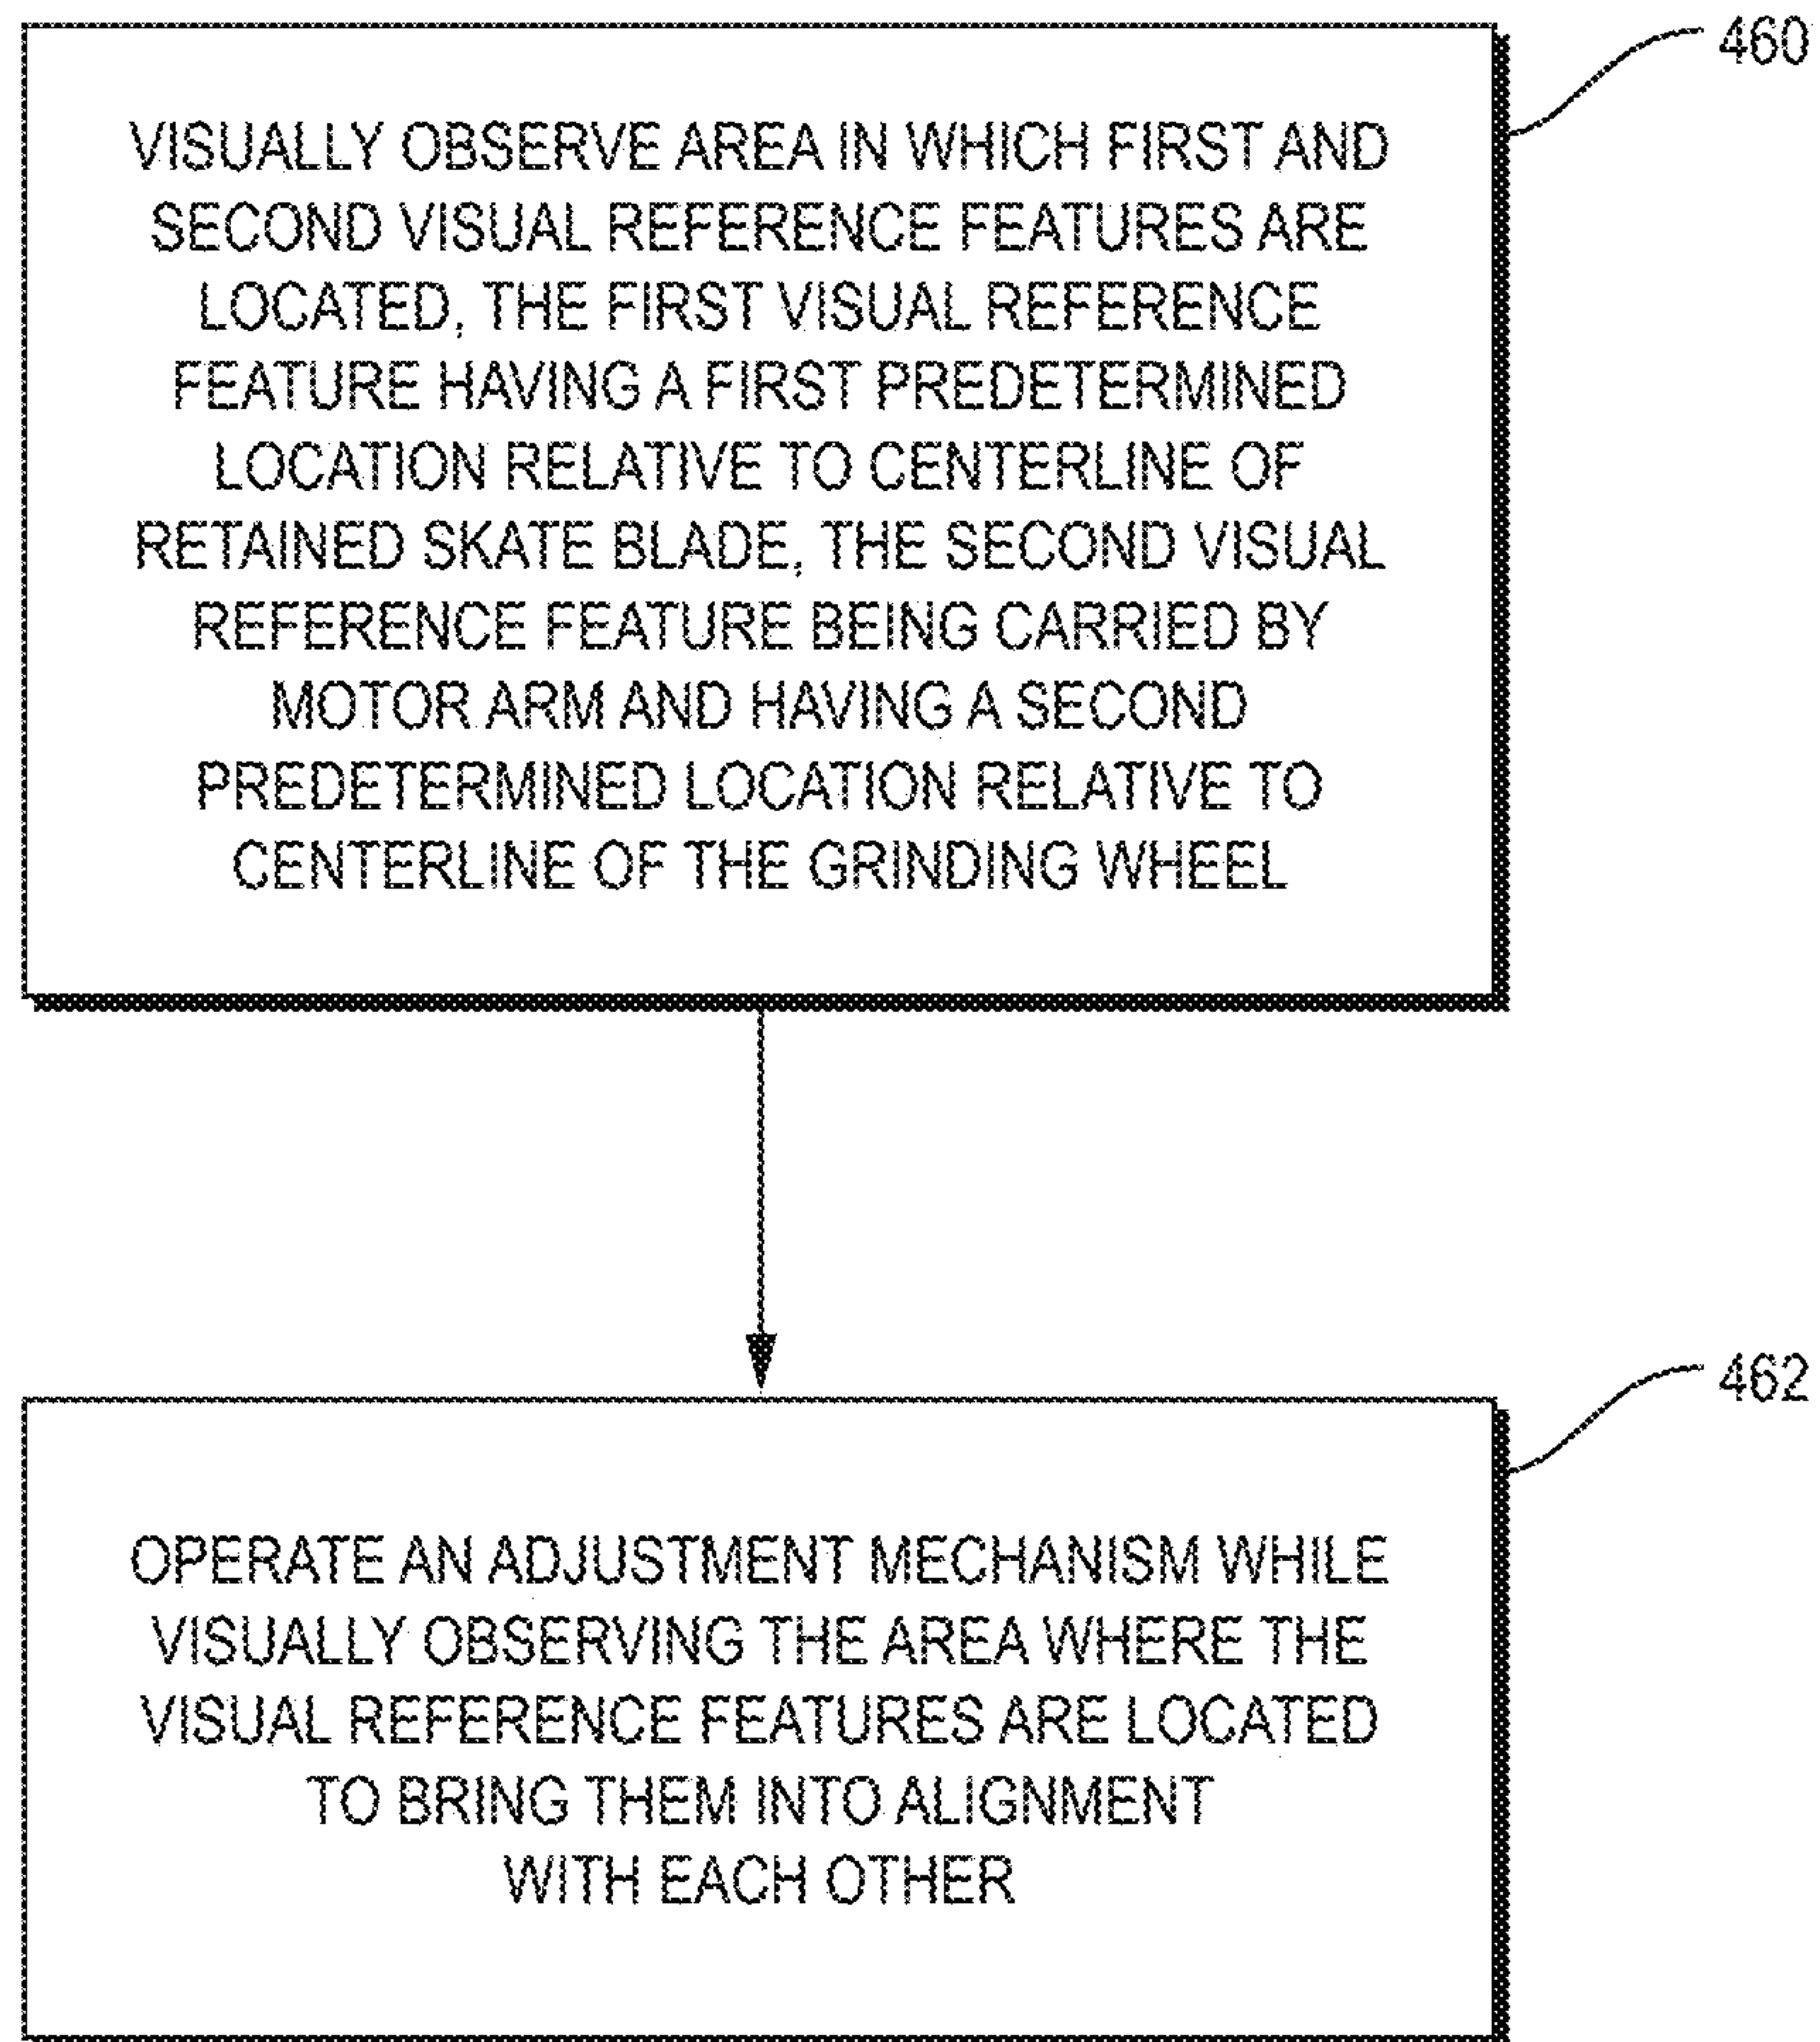 460
VISUALLY OBSERVE AREA IN WHICH FIRST AND
SECOND VISUAL REFERENCE FEATURES ARE
LOCATED, THE FIRST VISUAL REFERENCE
FEATURE HAVING A FIRST PREDETERMINED
LOCATION RELATIVE TO CENTERLINE OF
RETAINED SKATE BLADE, THE SECOND VISUAL
REFERENCE FEATURE BEING CARRIED BY
MOTOR ARM AND HAVING A SECOND
PREDETERMINED LOCATION RELATIVE TO
CENTERLINE OF THE GRINDING WHEEL
462
OPERATE AN ADJUSTMENT MECHANISM WHILE
VISUALLY OBSERVING THE AREA WHERE THE
VISUAL REFERENCE FEATURES ARE LOCATED
TO BRING THEM INTO ALIGNMENT
WITH EACH OTHER